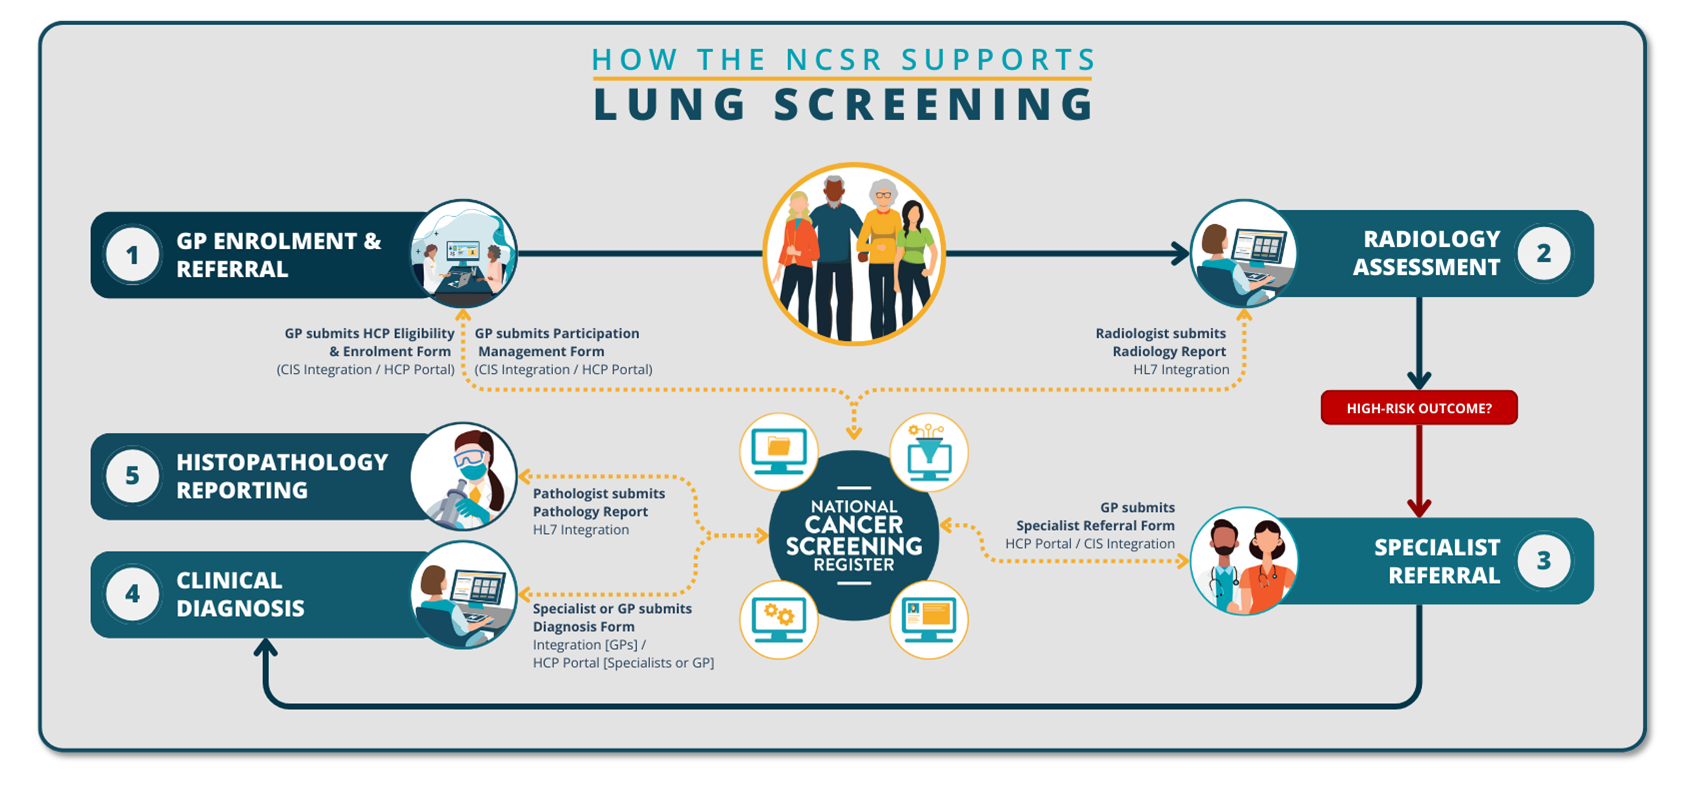 HOW THE NCSR SUPPORTS
LUNG SCREENING
1
GP ENROLMENT &
REFERRAL
RADIOLOGY
ASSESSMENT
2
GP submits HCP Eligibility
& Enrolment Form
(CIS Integration / HCP Portal)
GP submits Participation
Management Form
(CIS Integration / HCP Portal)
Radiologist submits
Radiology Report
HL7 Integration
HIGH-RISK OUTCOME?
5
HISTOPATHOLOGY
REPORTING
Pathologist submits
Pathology Report
HL7 Integration
NATIONAL
CANCER
SCREENING
REGISTER
GP submits
Specialist Referral Form
HCP Portal / CIS Integration
SPECIALIST
REFERRAL
3
4
CLINICAL
DIAGNOSIS
Specialist or GP submits
Diagnosis Form
Integration [GPs] /
HCP Portal [Specialists or GP]